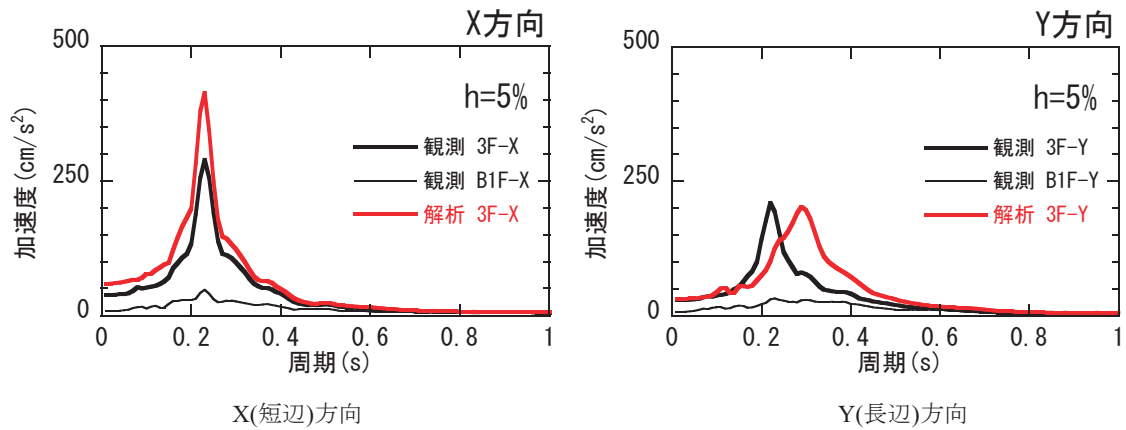 X方向
500
h=5%
観測 3F-X
観測 B1F-X
解析 3F-X
250
0
加速度(cm/s²)
0 0.2 0.4 0.6 0.8 1
周期(s)
X(短辺)方向
Y方向
500
h=5%
観測 3F-Y
観測 B1F-Y
解析 3F-Y
250
0
加速度(cm/s²)
0 0.2 0.4 0.6 0.8 1
周期(s)
Y(長辺)方向